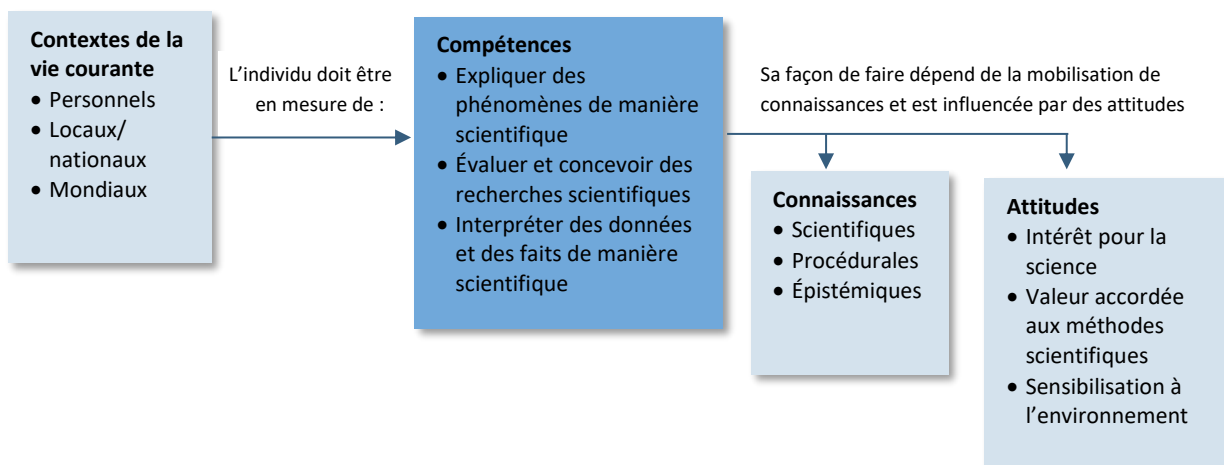 Contextes de la
vie courante
• Personnels
• Locaux/
nationaux
• Mondiaux
L’individu doit être
en mesure de :
Compétences
• Expliquer des
phénomènes de manière
scientifique
• Évaluer et concevoir des
recherches scientifiques
• Interpréter des données
et des faits de manière
scientifique
Sa façon de faire dépend de la mobilisation de
connaissances et est influencée par des attitudes
Connaissances
• Scientifiques
• Procédurales
• Épistémiques
Attitudes
• Intérêt pour la
science
• Valeur accordée
aux méthodes
scientifiques
• Sensibilisation à
l’environnement